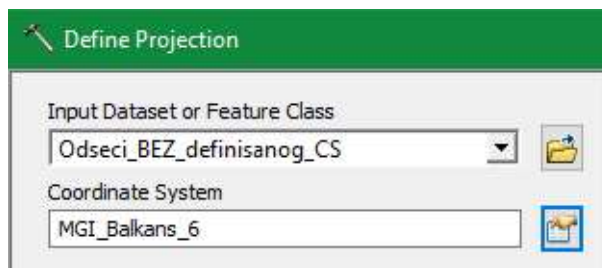 Define Projection
Input Dataset or Feature Class
Odseci_BEZ_definisanog_CS
Coordinate System
MGI_Balkans_6